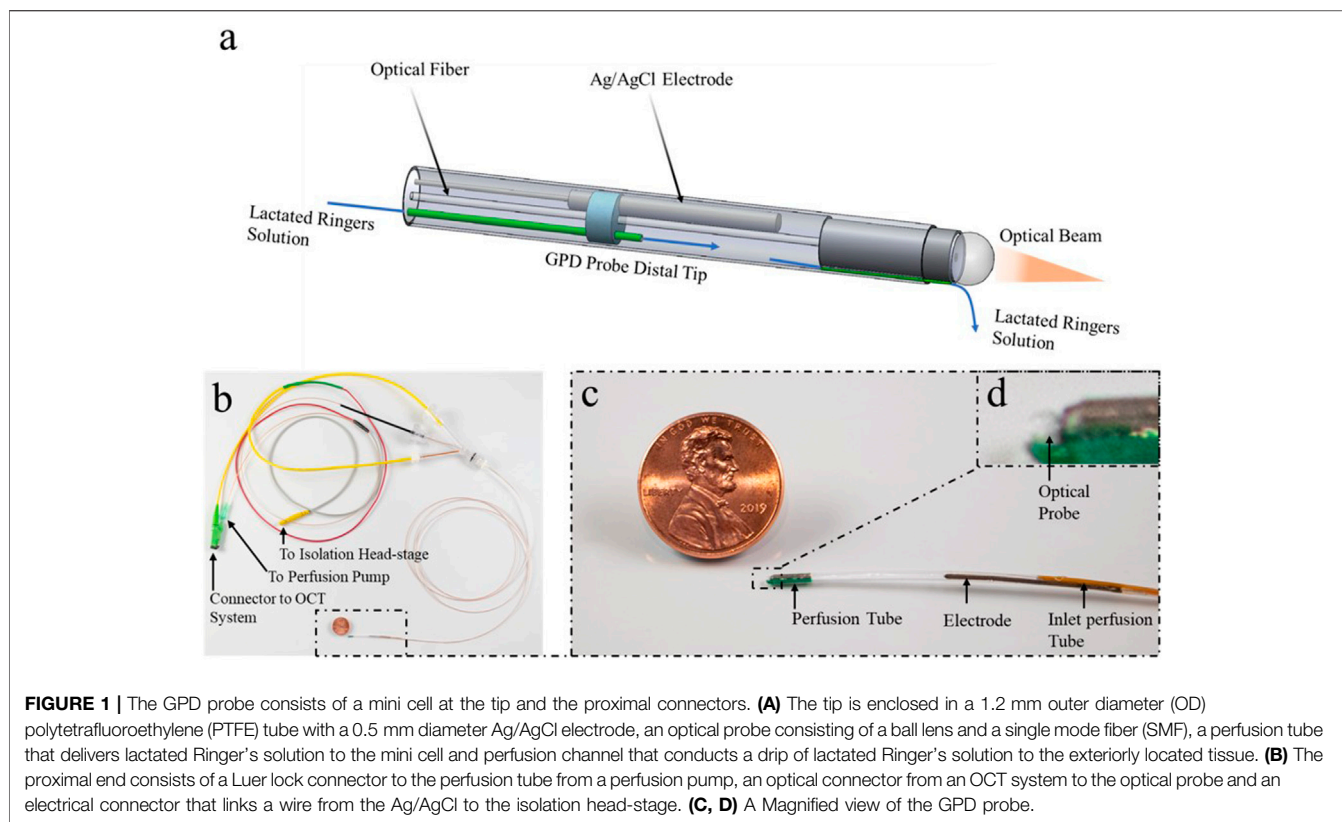 a
Optical Fiber
Ag/AgCl Electrode
Lactated Ringers
Solution
GPD Probe Distal Tip
Optical Beam
Lactated Ringers
Solution
b
To Isolation Head-stage
To Perfusion Pump
Connector to OCT
System
c
IN GOD WE TRUST
LIBERTY
2019
d
Optical
Probe
Perfusion Tube
Electrode
Inlet perfusion
Tube
FIGURE 1 | The GPD probe consists of a mini cell at the tip and the proximal connectors. (A) The tip is enclosed in a 1.2 mm outer diameter (OD)
polytetrafluoroethylene (PTFE) tube with a 0.5 mm diameter Ag/AgCl electrode, an optical probe consisting of a ball lens and a single mode fiber (SMF), a perfusion tube
that delivers lactated Ringer's solution to the mini cell and perfusion channel that conducts a drip of lactated Ringer's solution to the exteriorly located tissue. (B) The
proximal end consists of a Luer lock connector to the perfusion tube from a perfusion pump, an optical connector from an OCT system to the optical probe and an
electrical connector that links a wire from the Ag/AgCl to the isolation head-stage. (C, D) A Magnified view of the GPD probe.